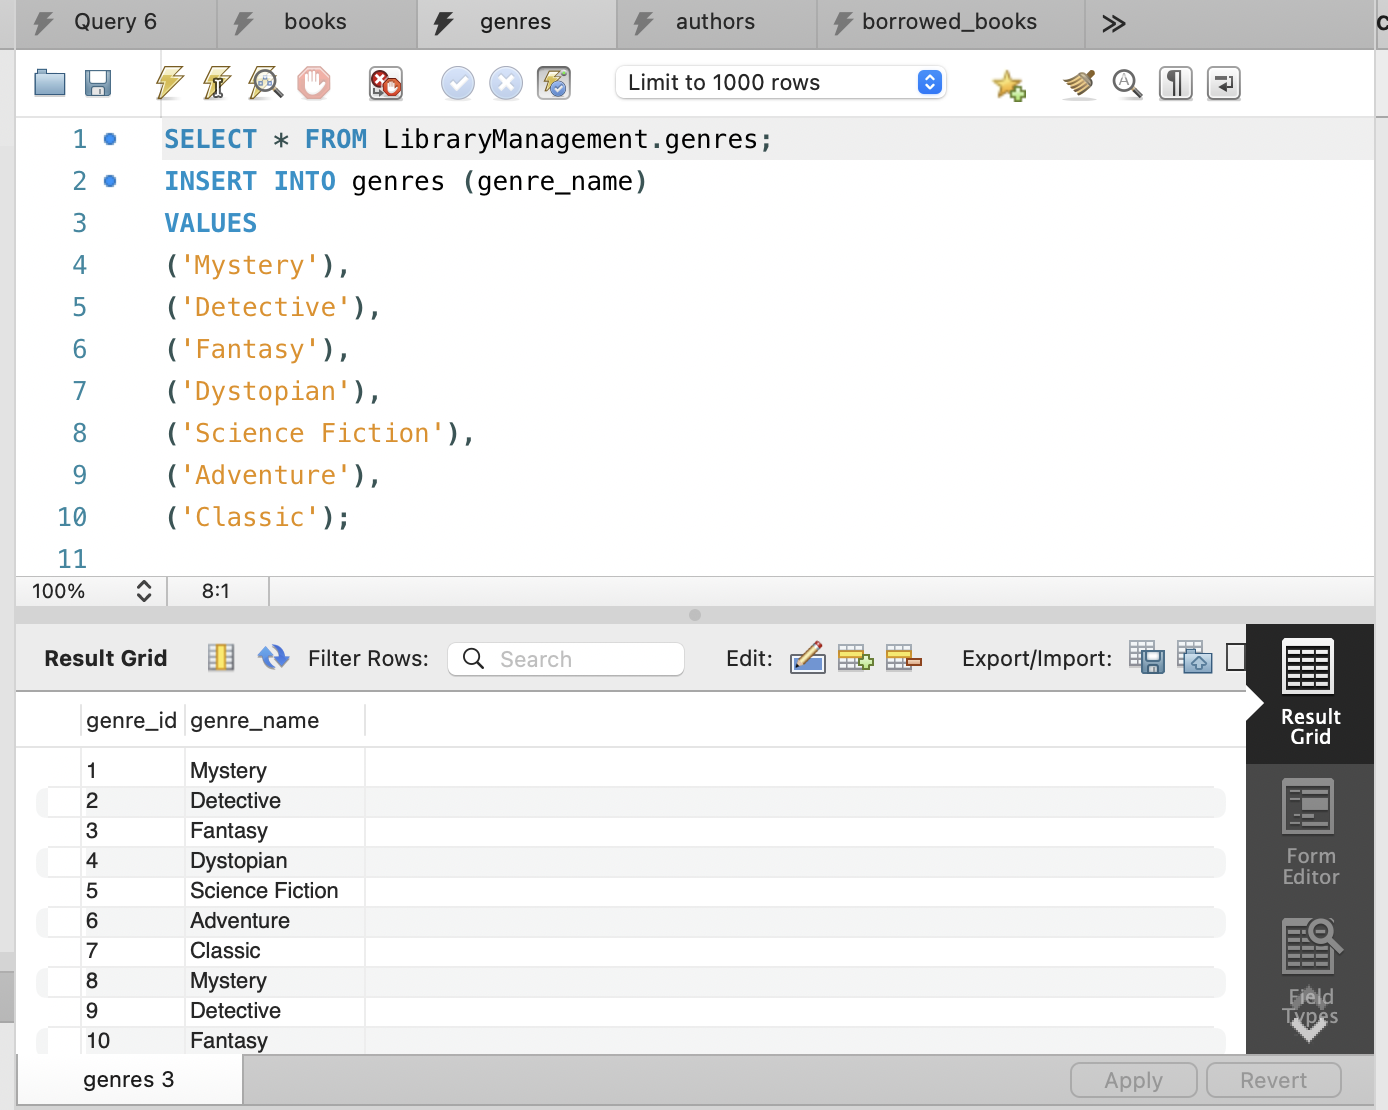 Query 6 books genres authors borrowed_books
Limit to 1000 rows
1 SELECT * FROM LibraryManagement.genres;
2 INSERT INTO genres (genre_name)
3 VALUES
4 ('Mystery'),
5 ('Detective'),
6 ('Fantasy'),
7 ('Dystopian'),
8 ('Science Fiction'),
9 ('Adventure'),
10 ('Classic');
11
100% 8:1
Result Grid Filter Rows: Search Edit: Export/Import:
genre_id genre_name
1 Mystery
2 Detective
3 Fantasy
4 Dystopian
5 Science Fiction
6 Adventure
7 Classic
8 Mystery
9 Detective
10 Fantasy
Result
Grid
Form
Editor
Field
Types
genres 3 Apply Revert